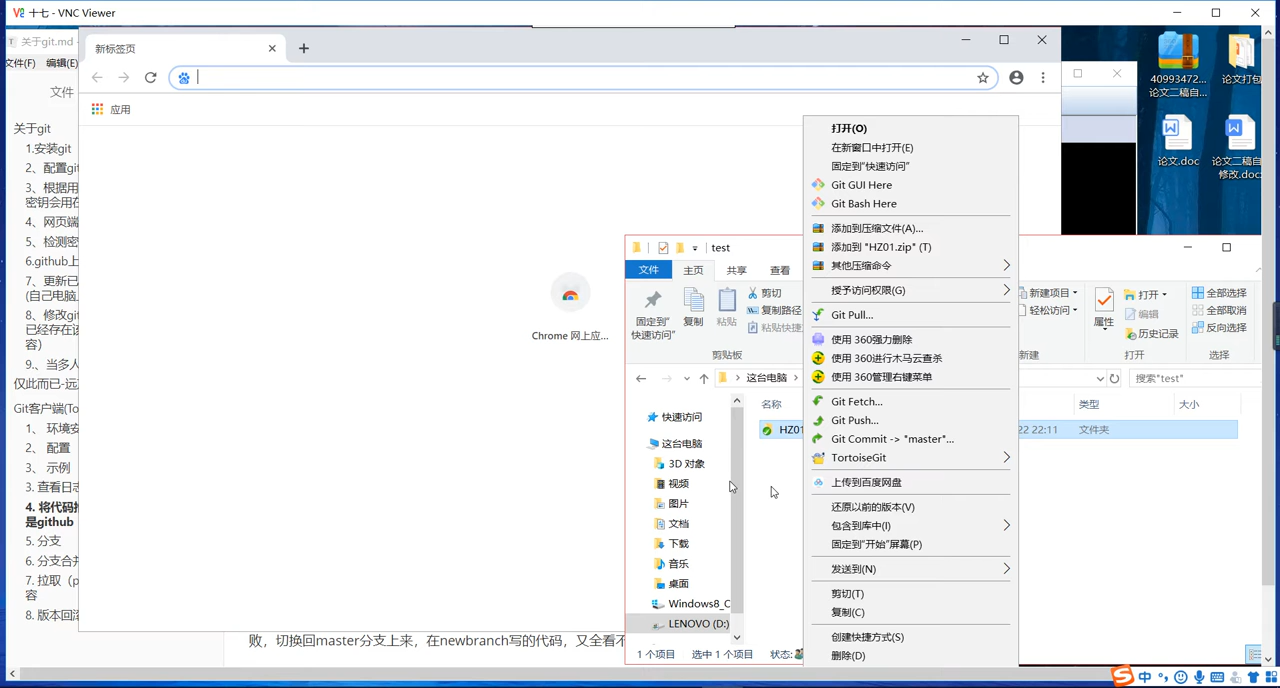 十七 - VNC Viewer
关于git.md -
文件(F) 编辑(E)
文件
关于git
1.安装git
2、配置git
3、根据用
密钥会用在
4、网页端
5、检测密
6.github上
7、更新已
(自己电脑
8、修改git
已经存在该
容）
9.、当多人
仅此而已-远
Git客户端(To
1、 环境安
2、 配置
3、 示例
3. 查看日志
4. 将代码推
是github
5. 分支
6. 分支合并
7. 拉取（p
容
8. 版本回滚
新标签页
应用
Chrome 网上应...
败，切换回master分支上来，在newbranch写的代码，又全看不
打开(O)
在新窗口中打开(E)
固定到"快速访问"
Git GUI Here
Git Bash Here
添加到压缩文件(A)...
添加到 "HZ01.zip" (T)
其他压缩命令
授予访问权限(G)
Git Pull...
使用 360强力删除
使用 360进行木马云查杀
使用 360管理右键菜单
Git Fetch...
Git Push...
Git Commit -> "master"...
TortoiseGit
上传到百度网盘
还原以前的版本(V)
包含到库中(I)
固定到"开始"屏幕(P)
发送到(N)
剪切(T)
复制(C)
创建快捷方式(S)
删除(D)
test
文件 主页 共享 查看
固定到"
快速访问"
复制
粘贴
剪切
复制路径
粘贴快捷
剪贴板
新建项目
轻松访问
新建
属性
打开
编辑
历史记录
打开
全部选择
全部取消
反向选择
选择
这台电脑
搜索"test"
名称 类型 大小
HZ01 22 22:11 文件夹
快速访问
这台电脑
3D 对象
视频
图片
文档
下载
音乐
桌面
Windows8_C
LENOVO (D:)
1 个项目 选中 1 个项目 状态:
40993472...
论文二稿自...
论文打包
论文.doc
论文二稿自
修改.docx
中